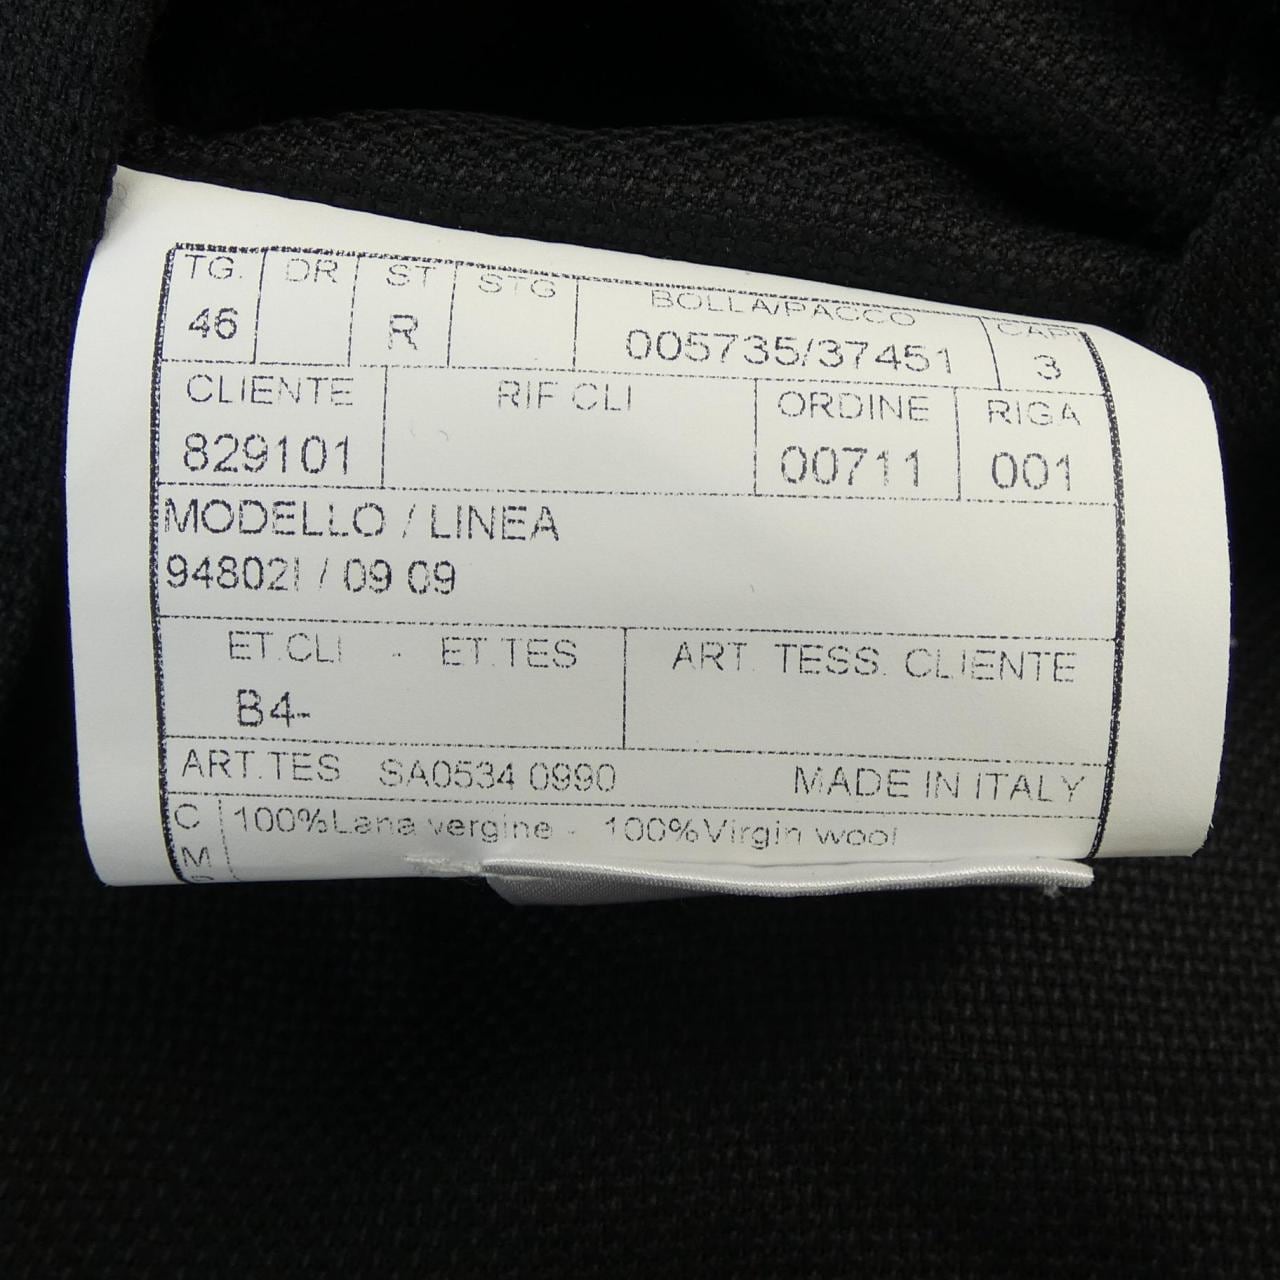 TG. DR ST STG BOLLA/PACCO CAPI
46 R 005735/37451 3
CLIENTE RIF CLI ORDINE RIGA
829101 00711 001
MODELLO / LINEA
94802I / 09 09
ET.CLI - ET.TES ART. TESS. CLIENTE
B4-
ART.TES SA0534 0990 MADE IN ITALY
C 100%Lana vergine - 100%Virgin wool
M